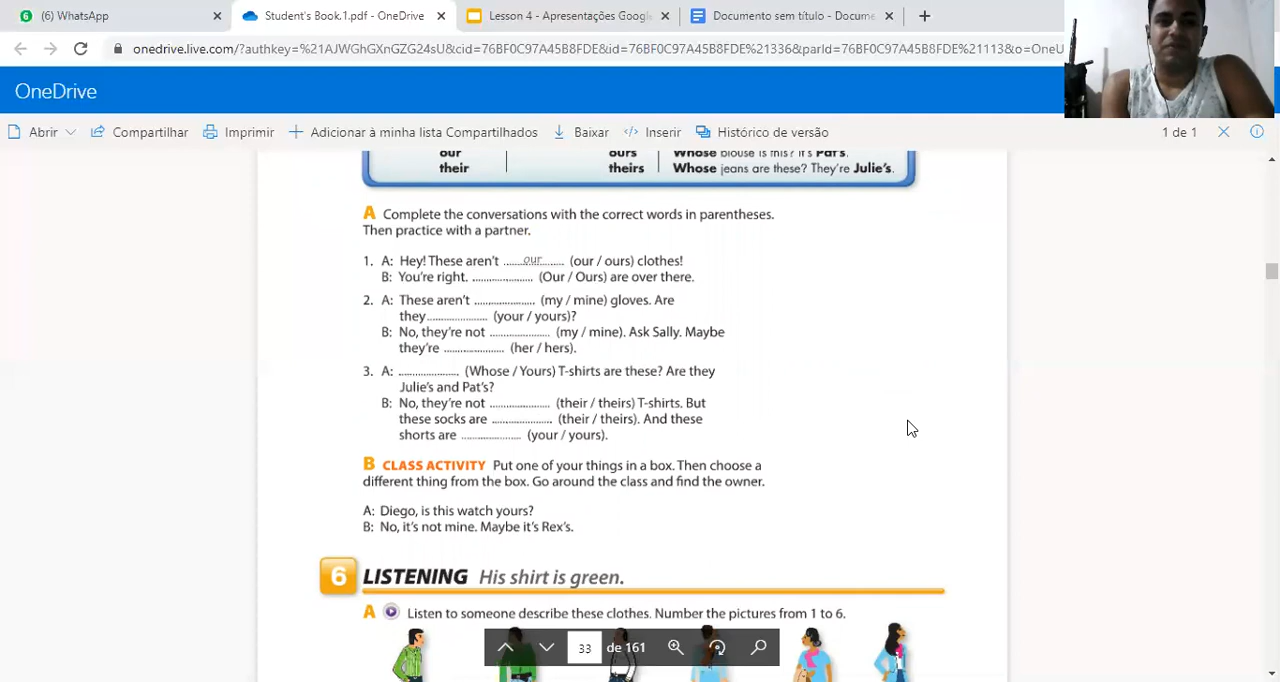 WhatsApp
Student's Book.1.pdf - OneDrive
Lesson 4 - Apresentações Googl
Documento sem título - Docume
onedrive.live.com/?authkey=%21AJWGhGXnGZG24sU&cid=76BF0C97A45B8FDE&id=76BF0C97A45B8FDE%21336&parId=76BF0C97A45B8FDE%21113&o=OneU
OneDrive
Abrir Compartilhar Imprimir Adicionar à minha lista Compartilhados Baixar Inserir Histórico de versão 1 de 1
our ours Whose blouse is this? It's Pat's.
their theirs Whose jeans are these? They're Julie's.
A Complete the conversations with the correct words in parentheses.
Then practice with a partner.
1. A: Hey! These aren't ....our.... (our / ours) clothes!
B: You're right. .................. (Our / Ours) are over there.
2. A: These aren't .................. (my / mine) gloves. Are
they.................. (your / yours)?
B: No, they're not .................. (my / mine). Ask Sally. Maybe
they're .................. (her / hers).
3. A: .................. (Whose / Yours) T-shirts are these? Are they
Julie's and Pat's?
B: No, they're not .................. (their / theirs) T-shirts. But
these socks are .................. (their / theirs). And these
shorts are .................. (your / yours).
B CLASS ACTIVITY Put one of your things in a box. Then choose a
different thing from the box. Go around the class and find the owner.
A: Diego, is this watch yours?
B: No, it's not mine. Maybe it's Rex's.
6 LISTENING His shirt is green.
A Listen to someone describe these clothes. Number the pictures from 1 to 6.
33 de 161